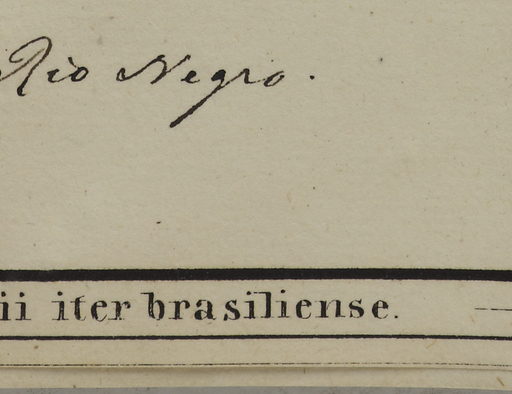 Rio Negro.
ii iter brasiliense.